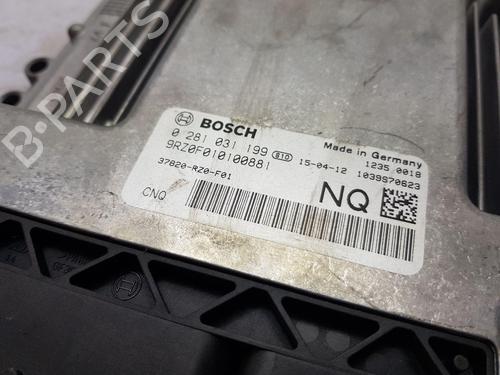 B-PARTS
BOSCH
Made in Germany
0 281 031 199 810 15-04-12 1235 0018
9RZ0F010100881 1039S70623
37820-RZ0-F01
CNQ
NQ